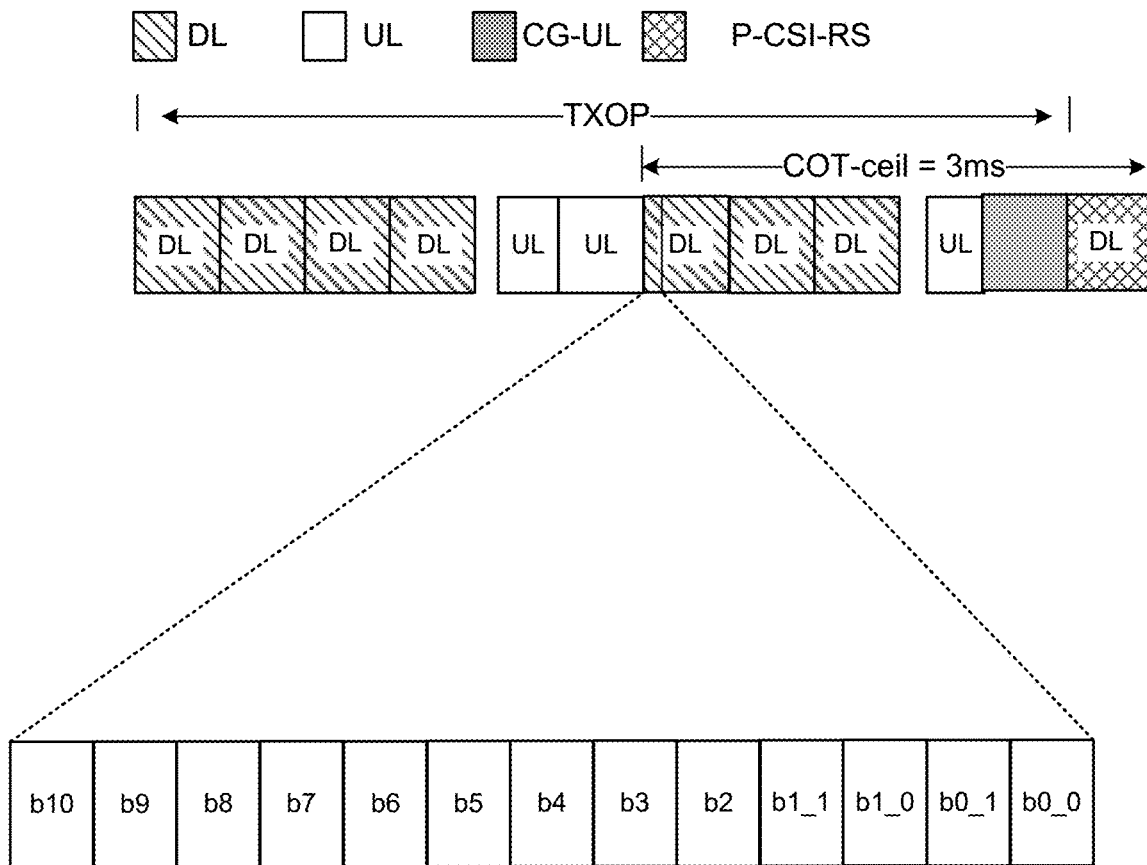 DL UL CG-UL P-CSI-RS
TXOP
COT-ceil = 3ms
DL DL DL DL UL UL DL DL DL UL DL
b10 b9 b8 b7 b6 b5 b4 b3 b2 b1_1 b1_0 b0_1 b0_0